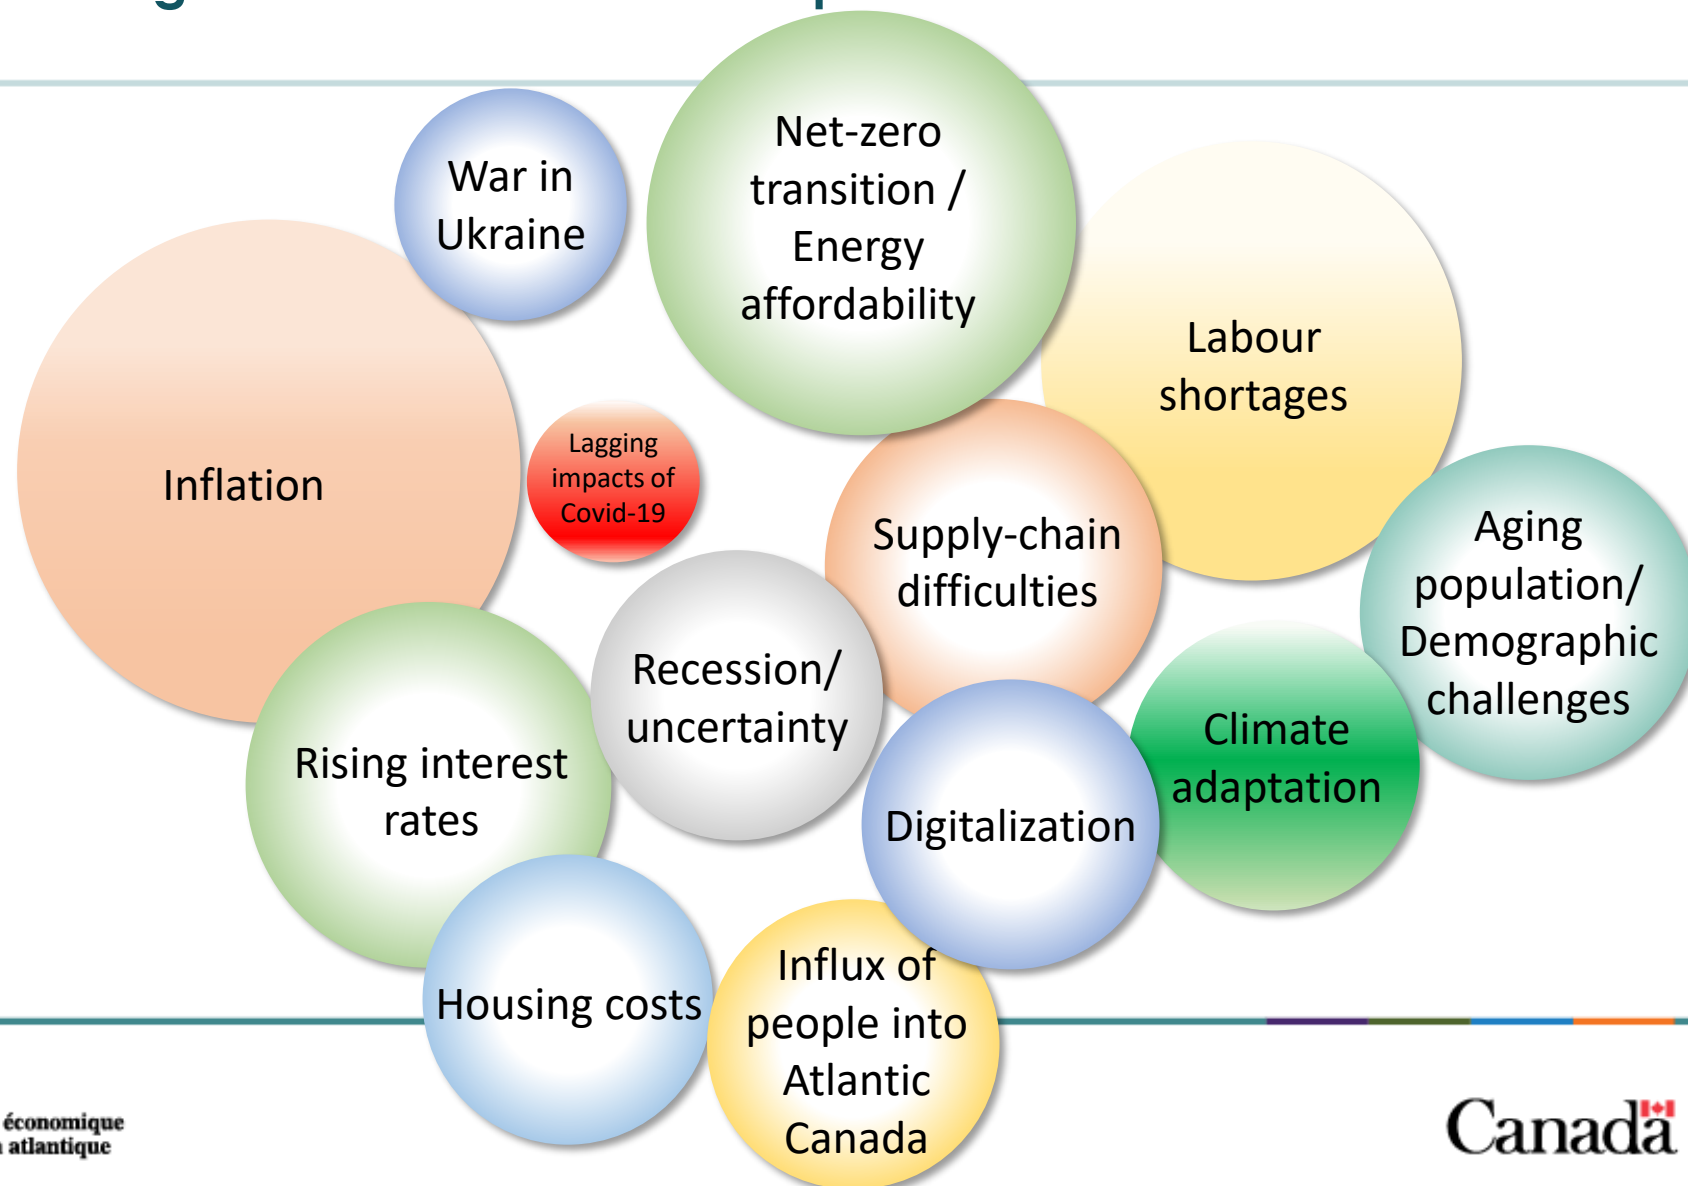 War in
Ukraine
Net-zero
transition /
Energy
affordability
Labour
shortages
Inflation
Lagging
impacts of
Covid-19
Supply-chain
difficulties
Aging
population/
Demographic
challenges
Recession/
uncertainty
Rising interest
rates
Climate
adaptation
Digitalization
Housing costs
Influx of
people into
Atlantic
Canada
économique
atlantique
Canada